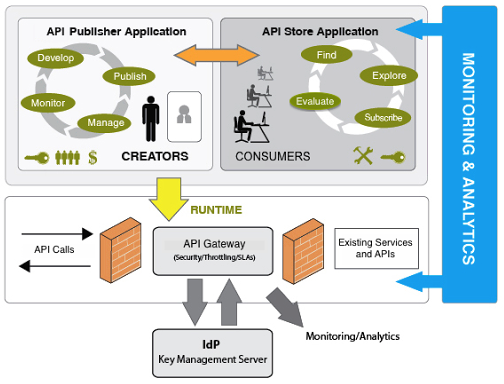 API Publisher Application
API Store Application
Develop
Publish
Monitor
Manage
CREATORS
$
Find
Explore
Evaluate
Subscribe
CONSUMERS
MONITORING & ANALYTICS
RUNTIME
API Calls
API Gateway
(Security/Throttling/SLAs)
Existing Services
and APIs
Monitoring/Analytics
IdP
Key Management Server